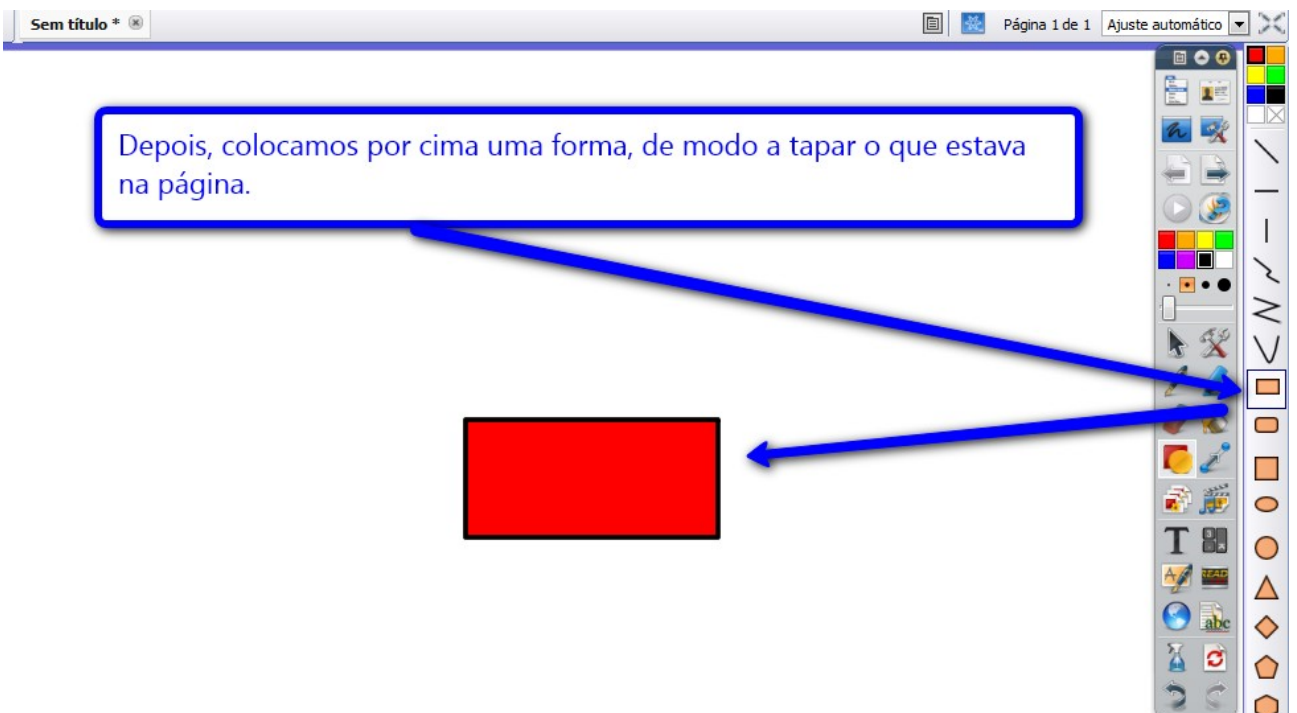 Sem título *
Página 1 de 1
Ajuste automático
Depois, colocamos por cima uma forma, de modo a tapar o que estava
na página.
T
READ
abc